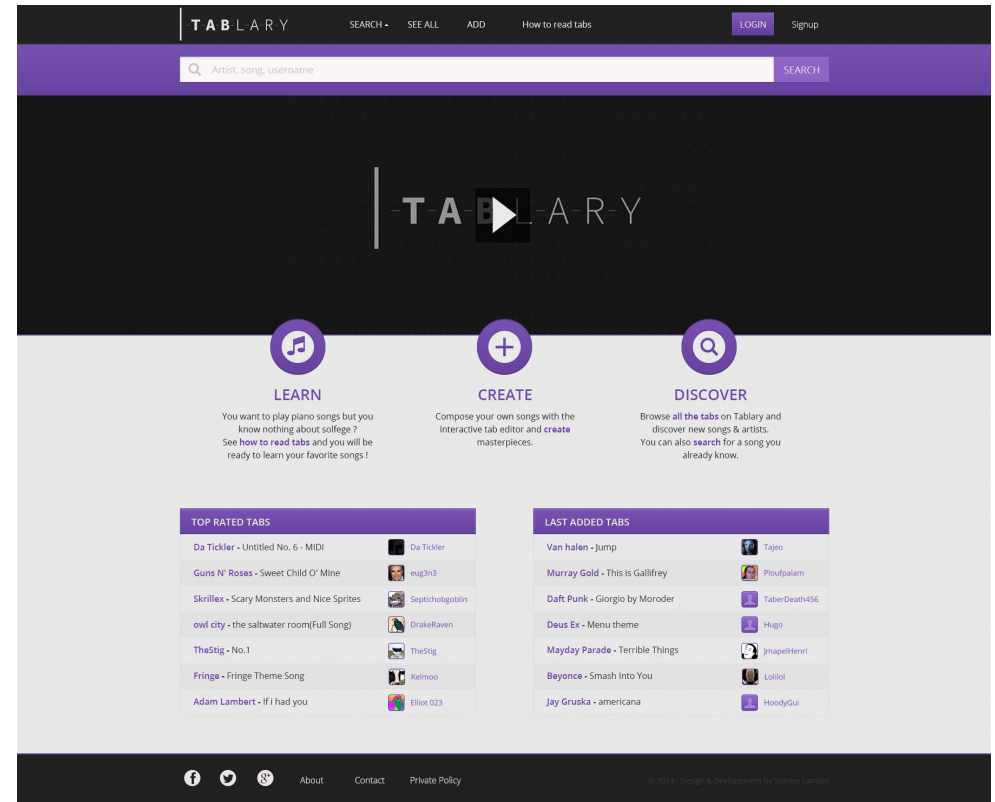 -T-A-B-L-A-R-Y
SEARCH SEE ALL ADD How to read tabs LOGIN Signup
Artist, song, username SEARCH
-T-A-B-L-A-R-Y
LEARN
You want to play piano songs but you
know nothing about solfege ?
See how to read tabs and you will be
ready to learn your favorite songs !
CREATE
Compose your own songs with the
interactive tab editor and create
masterpieces.
DISCOVER
Browse all the tabs on Tablary and
discover new songs & artists.
You can also search for a song you
already know.
TOP RATED TABS
Da Tickler - Untitled No. 6 - MIDI Da Tickler
Guns N' Roses - Sweet Child O' Mine eug3n3
Skrillex - Scary Monsters and Nice Sprites Septichobgoblin
owl city - the saltwater room(Full Song) DrakeRaven
TheStig - No.1 TheStig
Fringe - Fringe Theme Song Kelmoo
Adam Lambert - If i had you Elliot 023
LAST ADDED TABS
Van halen - Jump Tajeo
Murray Gold - This is Gallifrey Ploufpalam
Daft Punk - Giorgio by Moroder TaberDeath456
Deus Ex - Menu theme Hugo
Mayday Parade - Terrible Things JmapelHenri
Beyonce - Smash Into You Lolilol
Jay Gruska - americana HoodyGui
About Contact Private Policy
© 2014 - Design & Devloppment by Stanley Lambot